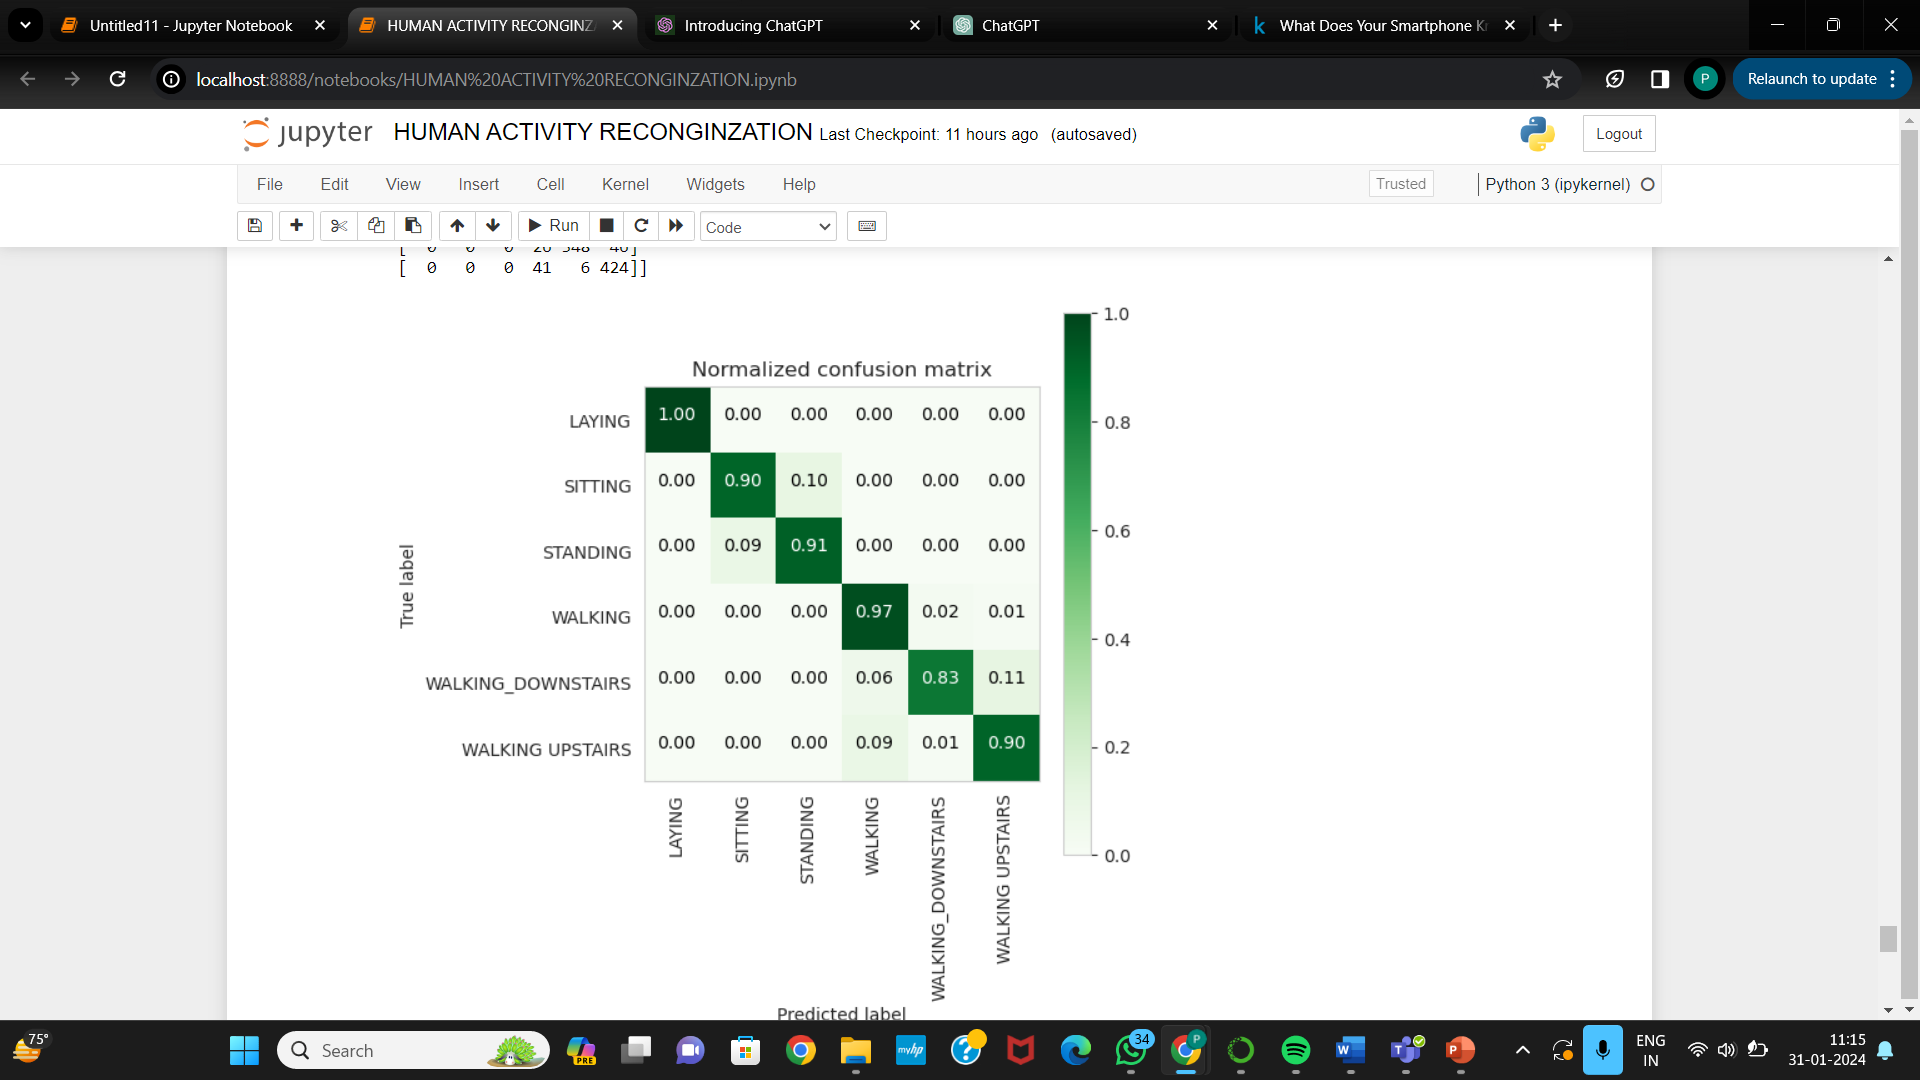 Untitled11 - Jupyter Notebook
HUMAN ACTIVITY RECONGINZ
Introducing ChatGPT
ChatGPT
What Does Your Smartphone Kr
localhost:8888/notebooks/HUMAN%20ACTIVITY%20RECONGINZATION.ipynb
P
Relaunch to update
jupyter
HUMAN ACTIVITY RECONGINZATION Last Checkpoint: 11 hours ago (autosaved)
Logout
File Edit View Insert Cell Kernel Widgets Help
Trusted
Python 3 (ipykernel)
Run
Code
[ 0 0 0 41 6 424]]
Normalized confusion matrix
LAYING 1.00 0.00 0.00 0.00 0.00 0.00
SITTING 0.00 0.90 0.10 0.00 0.00 0.00
STANDING 0.00 0.09 0.91 0.00 0.00 0.00
WALKING 0.00 0.00 0.00 0.97 0.02 0.01
WALKING_DOWNSTAIRS 0.00 0.00 0.00 0.06 0.83 0.11
WALKING UPSTAIRS 0.00 0.00 0.00 0.09 0.01 0.90
True label
LAYING
SITTING
STANDING
WALKING
WALKING_DOWNSTAIRS
WALKING UPSTAIRS
Predicted label
1.0
0.8
0.6
0.4
0.2
0.0
75°
Search
PRE
myhp
34
P
ENG
IN
11:15
31-01-2024